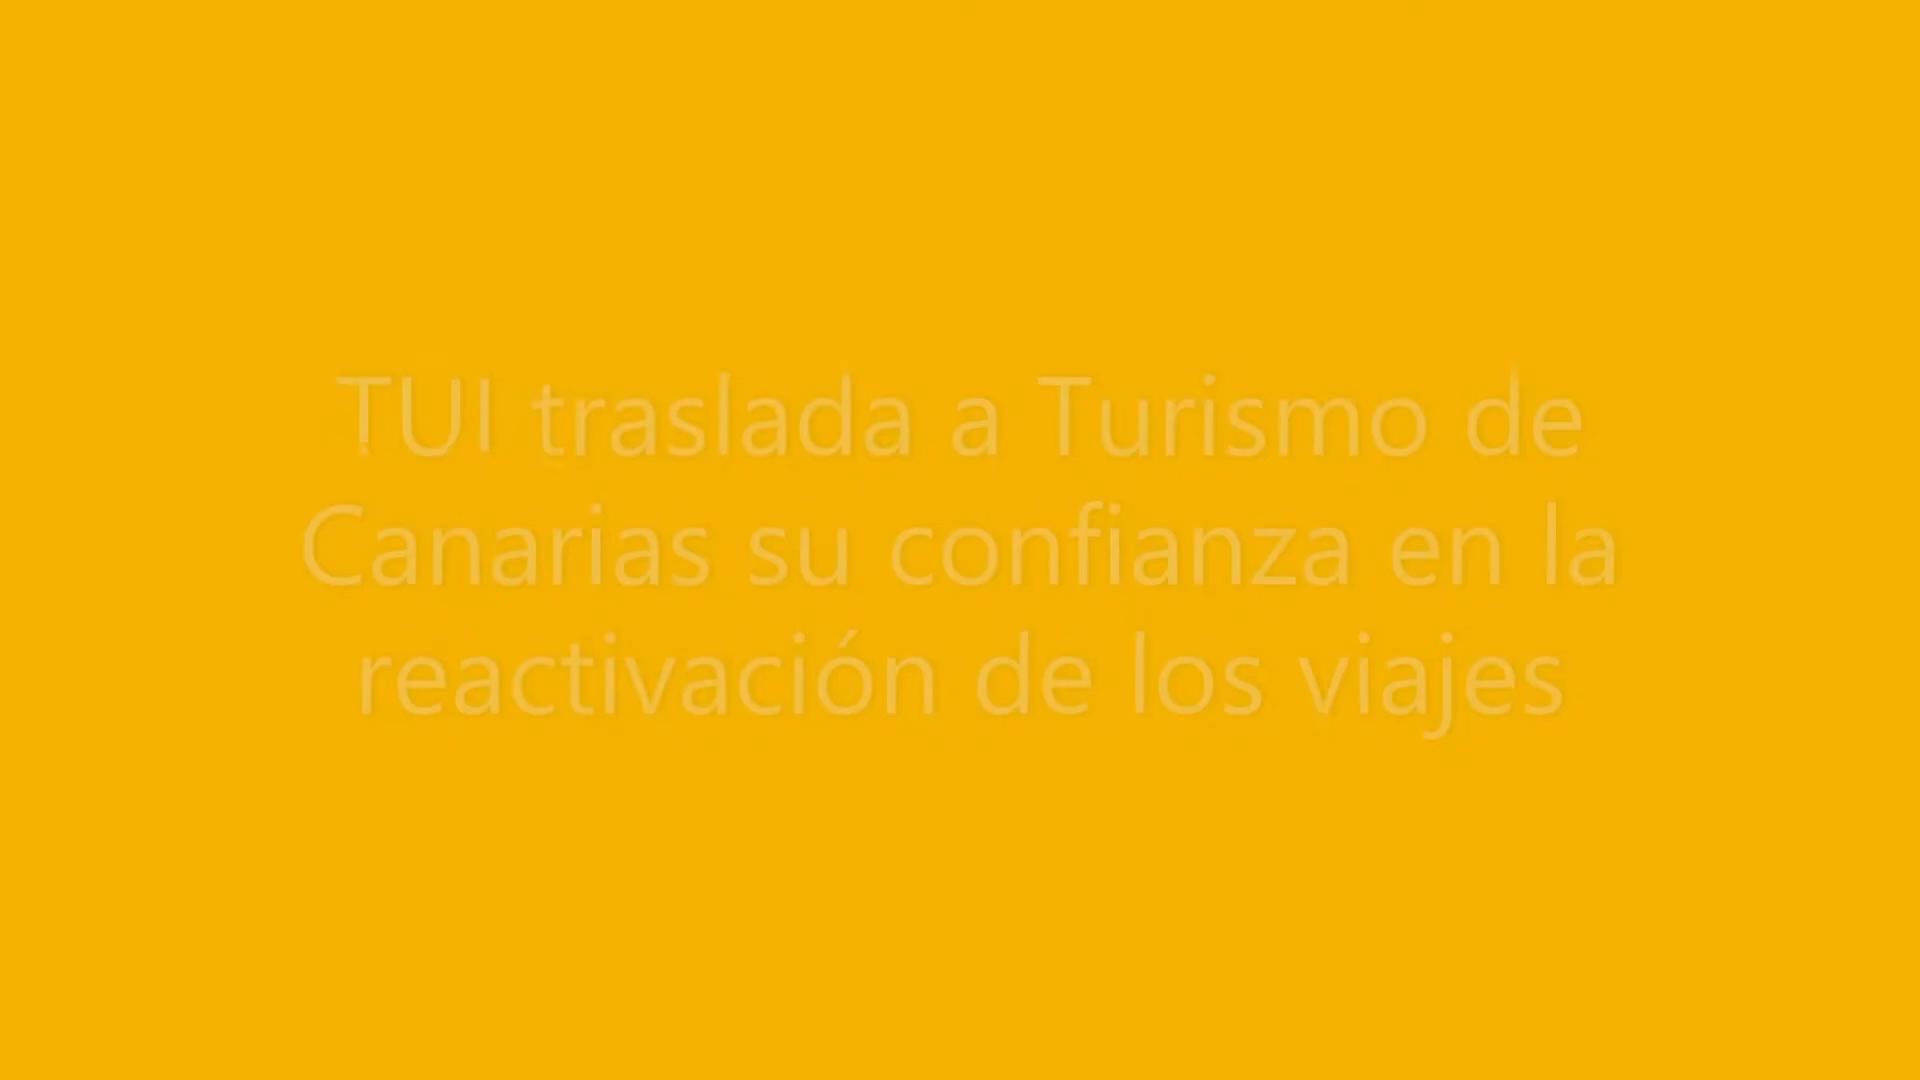 TUI traslada a Turismo de
Canarias su confianza en la
reactivación de los viajes